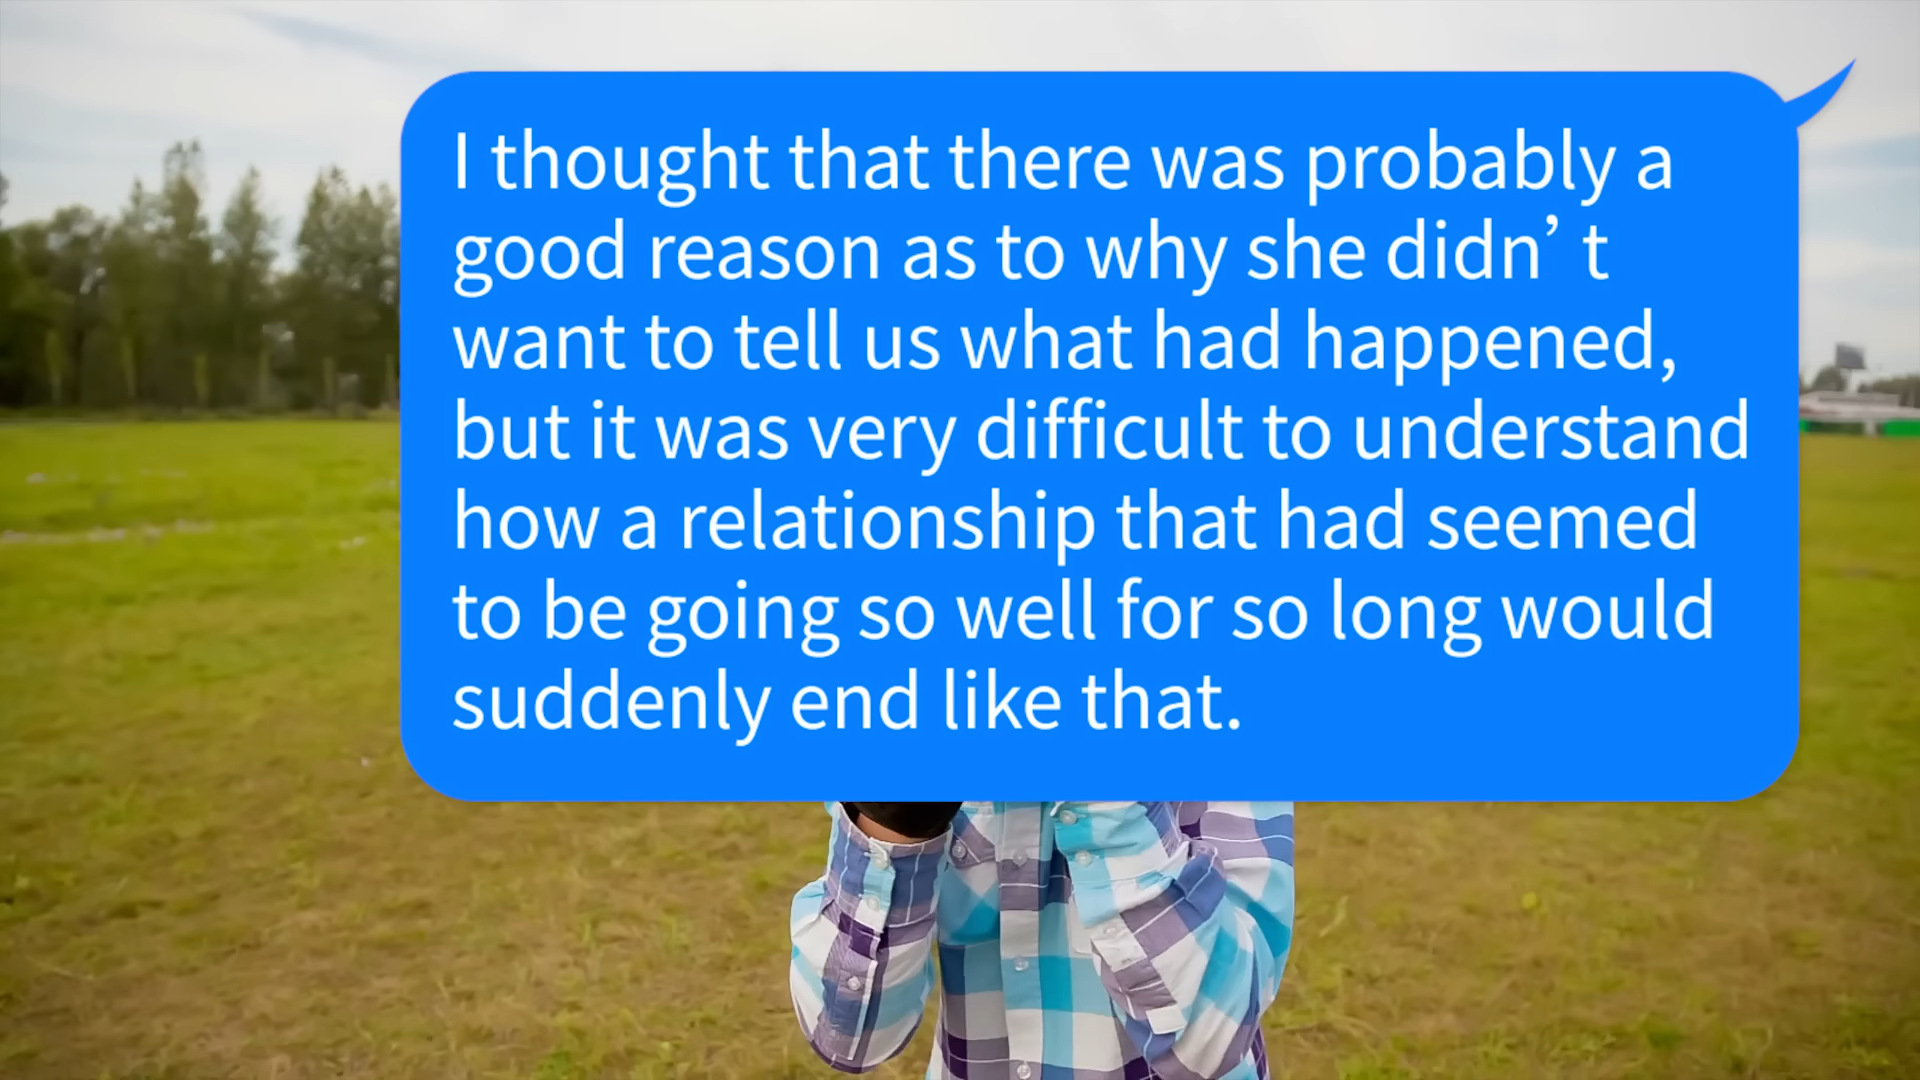 I thought that there was probably a
good reason as to why she didn’ t
want to tell us what had happened,
but it was very difficult to understand
how a relationship that had seemed
to be going so well for so long would
suddenly end like that.